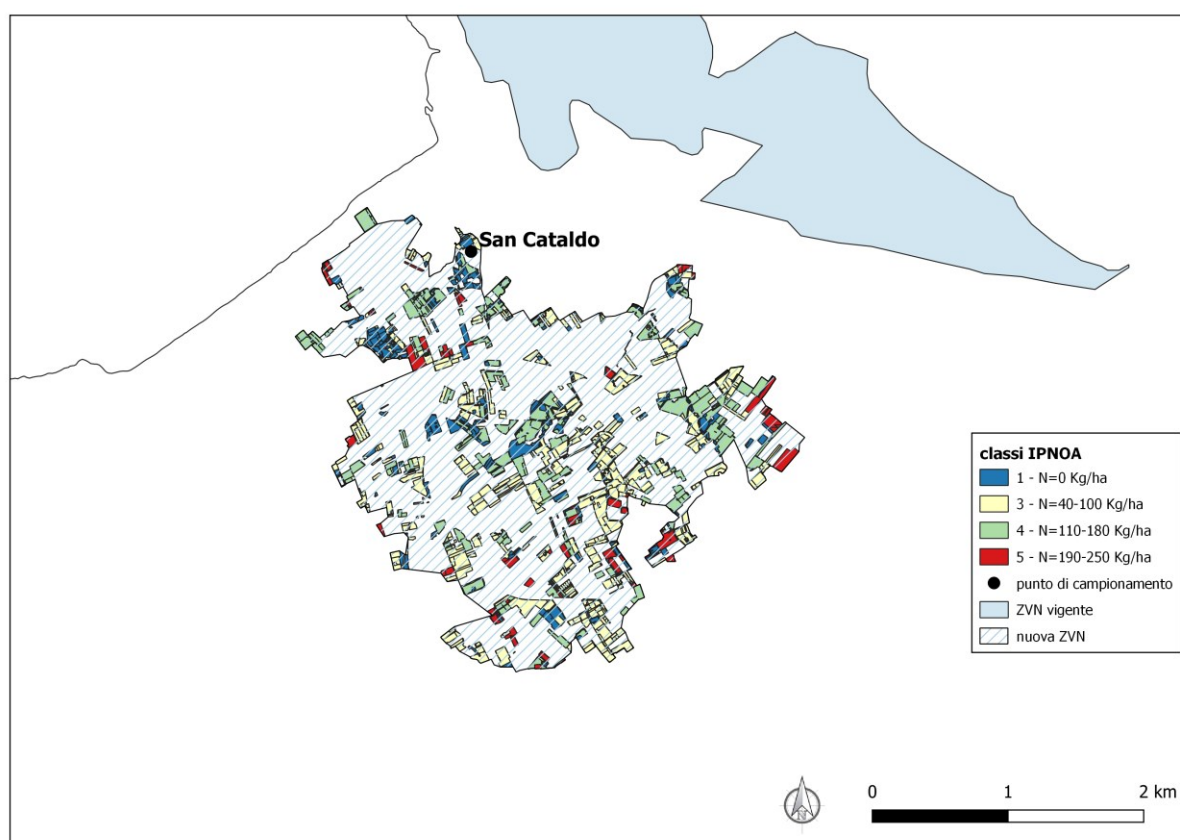 San Cataldo
classi IPNOA
1 - N=0 Kg/ha
3 - N=40-100 Kg/ha
4 - N=110-180 Kg/ha
5 - N=190-250 Kg/ha
punto di campionamento
ZVN vigente
nuova ZVN
N
0 1 2 km